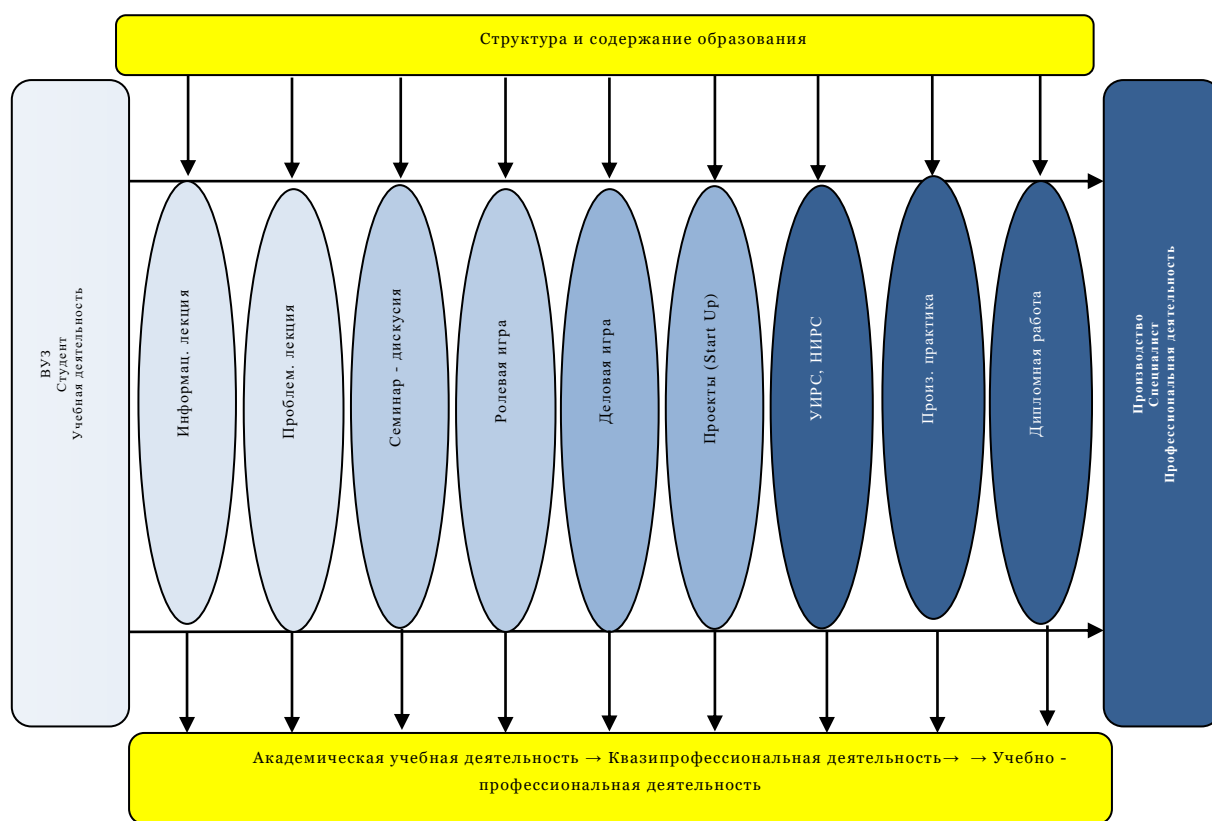 Структура и содержание образования
ВУЗ
Студент
Учебная деятельность
Информац. лекция
Проблем. лекция
Семинар - дискусия
Ролевая игра
Деловая игра
Проекты (Start Up)
УИРС, НИРС
Произ. практика
Дипломная работа
Производство
Специалист
Профессиональная деятельность
Академическая учебная деятельность → Квазипрофессиональная деятельность→ → Учебно -
профессиональная деятельность